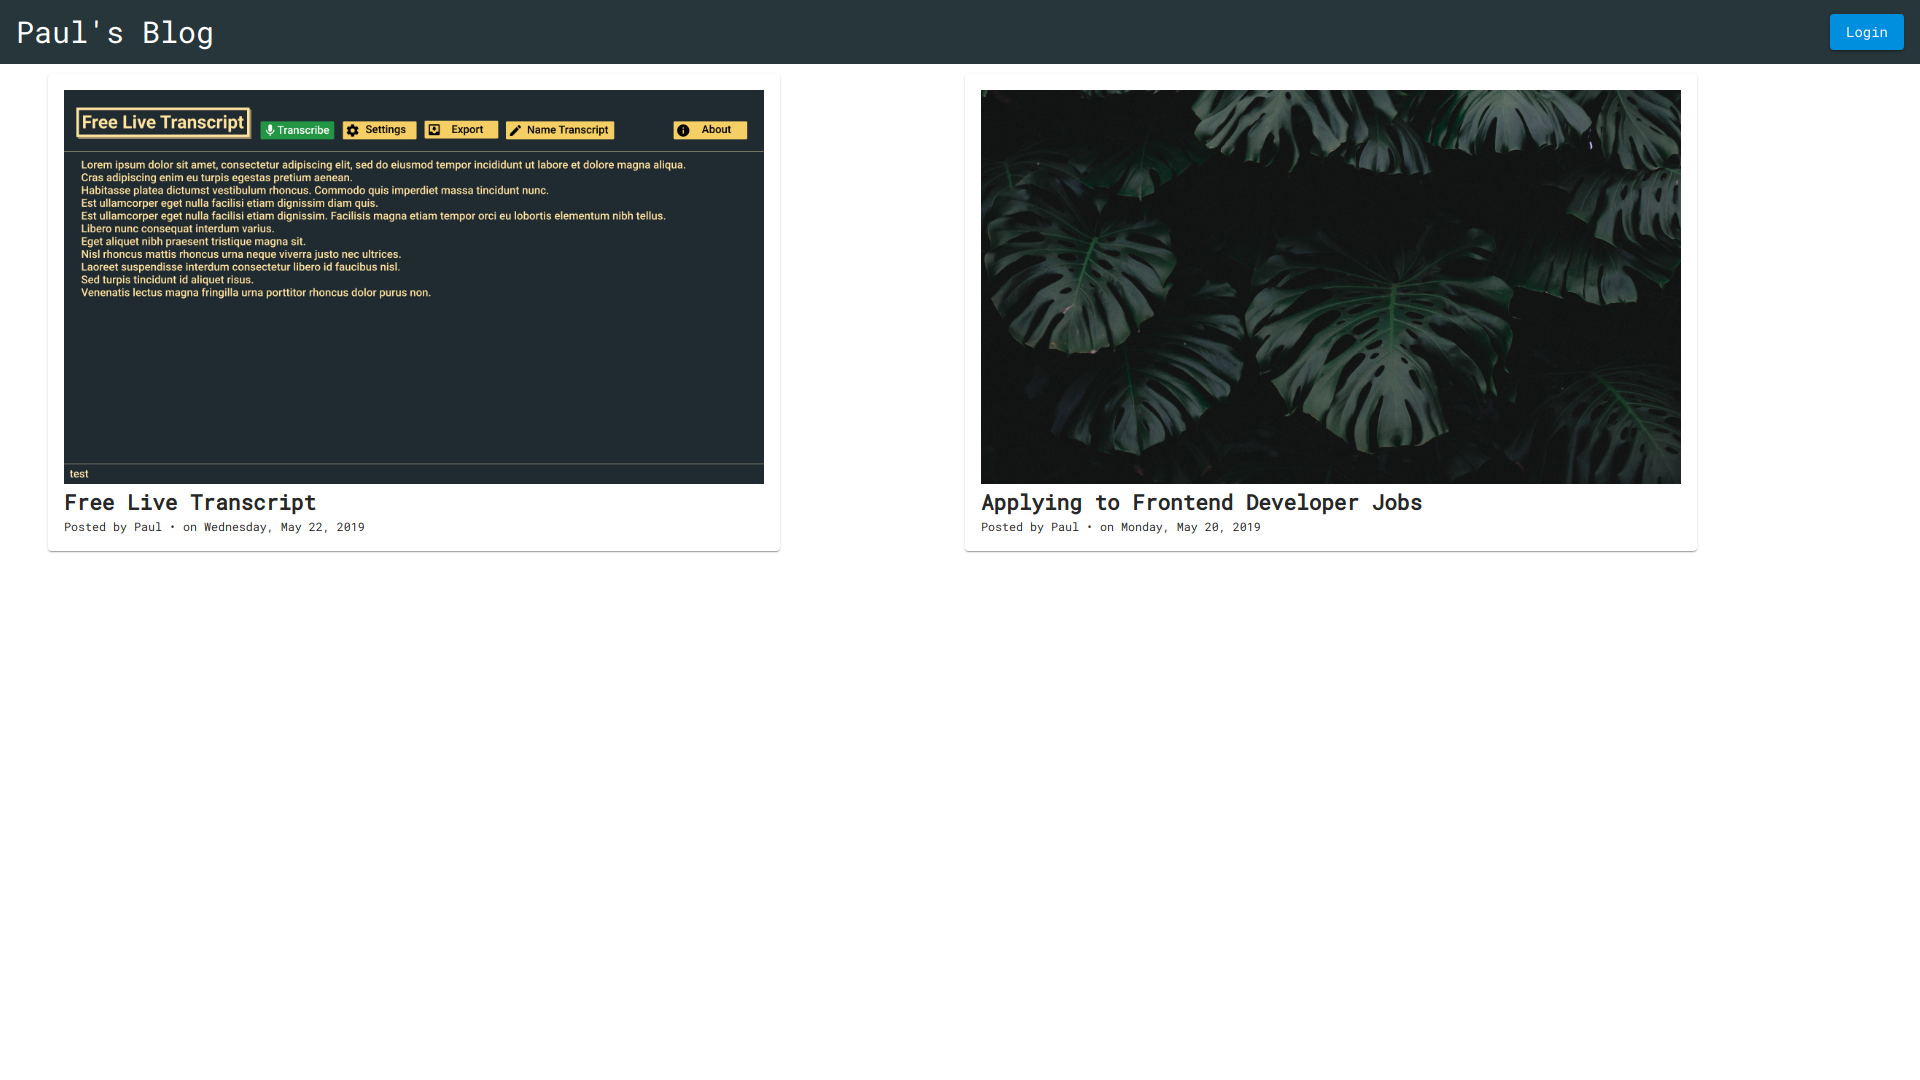 Paul's Blog
Login
Free Live Transcript
Transcribe
Settings
Export
Name Transcript
About
Lorem ipsum dolor sit amet, consectetur adipiscing elit, sed do eiusmod tempor incididunt ut labore et dolore magna aliqua.
Cras adipiscing enim eu turpis egestas pretium aenean.
Habitasse platea dictumst vestibulum rhoncus. Commodo quis imperdiet massa tincidunt nunc.
Est ullamcorper eget nulla facilisi etiam dignissim diam quis.
Est ullamcorper eget nulla facilisi etiam dignissim. Facilisis magna etiam tempor orci eu lobortis elementum nibh tellus.
Libero nunc consequat interdum varius.
Eget aliquet nibh praesent tristique magna sit.
Nisl rhoncus mattis rhoncus urna neque viverra justo nec ultrices.
Laoreet suspendisse interdum consectetur libero id faucibus nisl.
Sed turpis tincidunt id aliquet risus.
Venenatis lectus magna fringilla urna porttitor rhoncus dolor purus non.
test
Free Live Transcript
Posted by Paul • on Wednesday, May 22, 2019
Applying to Frontend Developer Jobs
Posted by Paul • on Monday, May 20, 2019